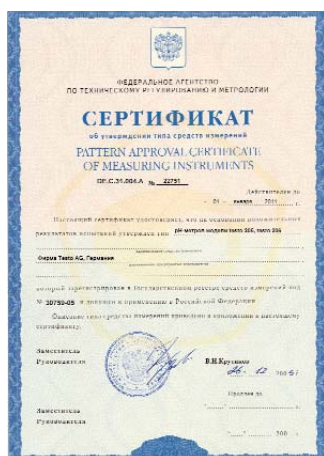 ФЕДЕРАЛЬНОЕ АГЕНТСТВО
ПО ТЕХНИЧЕСКОМУ РЕГУЛИРОВАНИЮ И МЕТРОЛОГИИ
СЕРТИФИКАТ
об утверждении типа средств измерений
PATTERN APPROVAL CERTIFICATE
OF MEASURING INSTRUMENTS
DE.C.31.004.A № 22751
Действителен до
01 января 2011 г.
Настоящий сертификат удостоверяет, что на основании положительных
результатов испытаний утвержден тип pH-метров модели testo 205, testo 206
Фирма Testo AG, Германия
который зарегистрирован в Государственном реестре средств измерений под
№ 30750-05 и допущен к применению в Российской Федерации
Описание типа средства измерений приведено в приложении к настоящему
сертификату.
Заместитель
Руководителя
В.Н.Крутиков
26. 12 200 г.
Продлен до
г.
Заместитель
Руководителя
200 г.